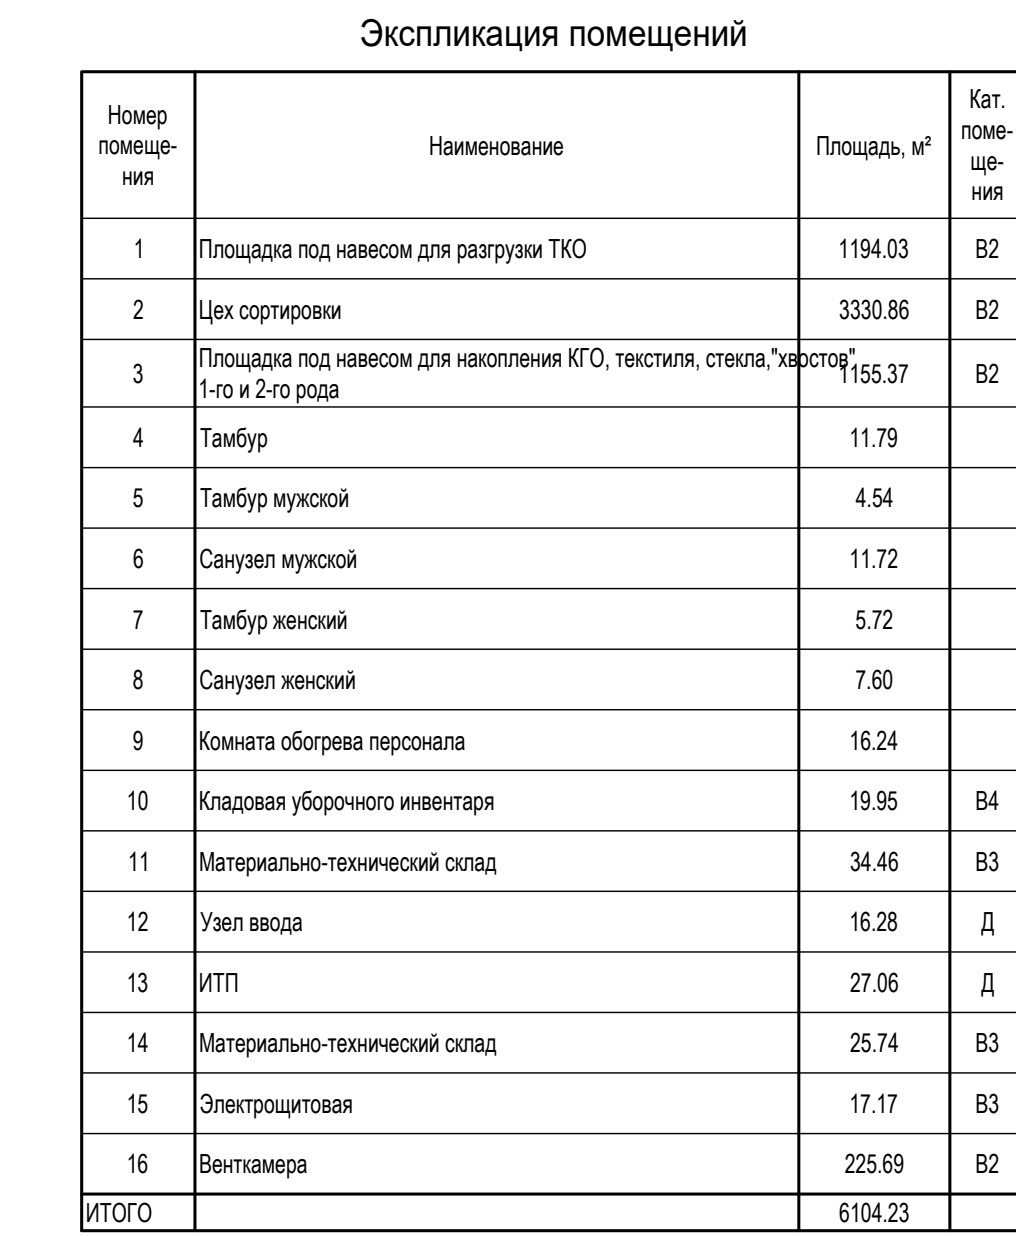 Экспликация помещений
Номер помеще- ния Наименование Площадь, м² Кат. поме- ще- ния
1 Площадка под навесом для разгрузки ТКО 1194.03 В2
2 Цех сортировки 3330.86 В2
3 Площадка под навесом для накопления КГО, текстиля, стекла,"хвостов"
1-го и 2-го рода 1155.37 В2
4 Тамбур 11.79
5 Тамбур мужской 4.54
6 Санузел мужской 11.72
7 Тамбур женский 5.72
8 Санузел женский 7.60
9 Комната обогрева персонала 16.24
10 Кладовая уборочного инвентаря 19.95 В4
11 Материально-технический склад 34.46 В3
12 Узел ввода 16.28 Д
13 ИТП 27.06 Д
14 Материально-технический склад 25.74 В3
15 Электрощитовая 17.17 В3
16 Венткамера 225.69 В2
ИТОГО 6104.23